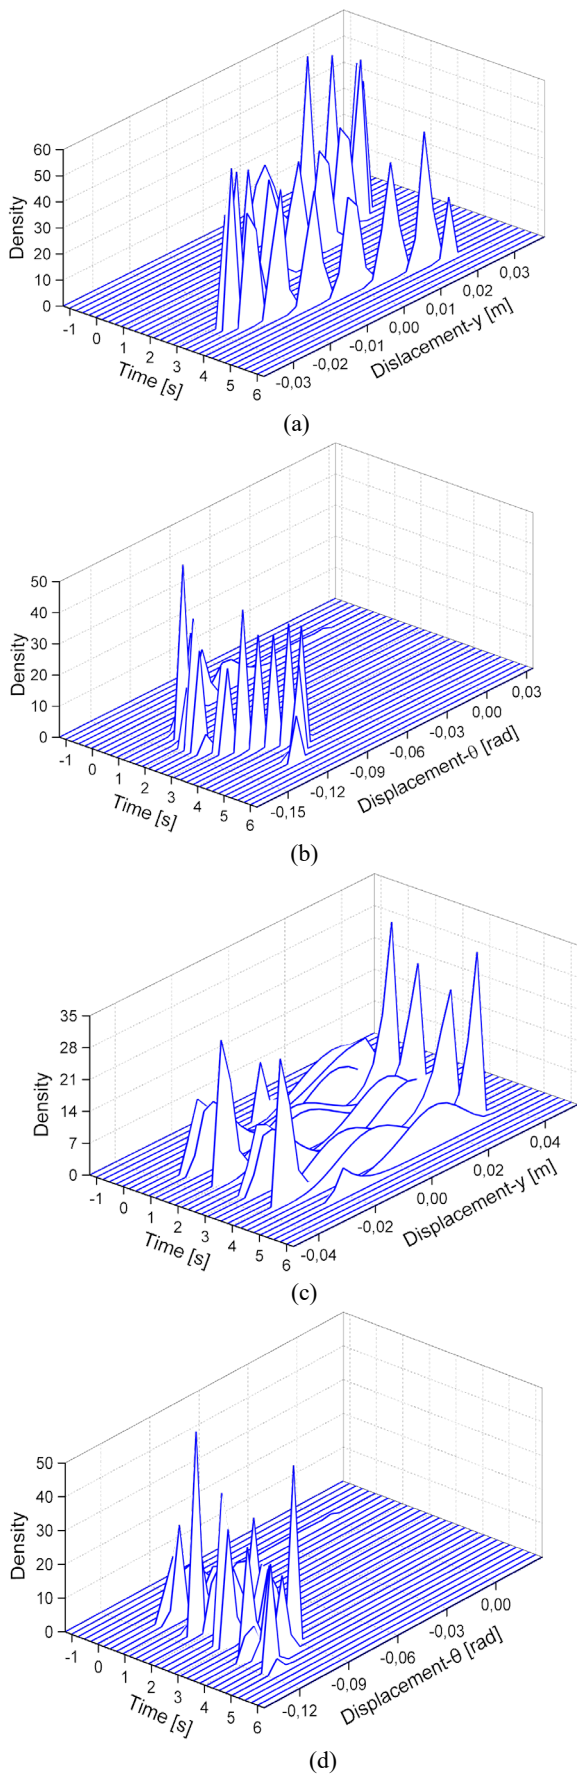 60
50
40
30
20
10
0
Density
-1 0 1 2 3 4 5 6
Time [s]
-0,03 -0,02 -0,01 0,00 0,01 0,02 0,03
Dislacement-y [m]
(a)
50
40
30
20
10
0
Density
-1 0 1 2 3 4 5 6
Time [s]
-0,15 -0,12 -0,09 -0,06 -0,03 0,00 0,03
Displacement-θ [rad]
(b)
35
28
21
14
7
0
Density
-1 0 1 2 3 4 5 6
Time [s]
-0,04 -0,02 0,00 0,02 0,04
Displacement-y [m]
(c)
50
40
30
20
10
0
Density
-1 0 1 2 3 4 5 6
Time [s]
-0,12 -0,09 -0,06 -0,03 0,00
Displacement-θ [rad]
(d)